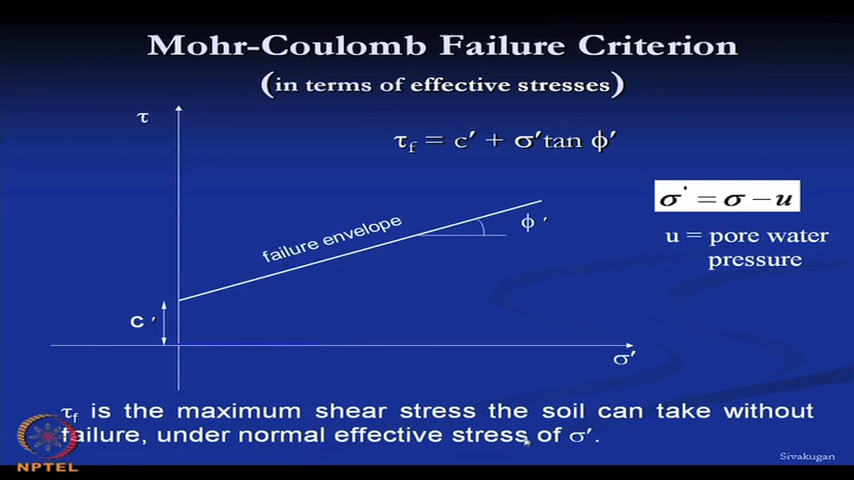 Mohr-Coulomb Failure Criterion
(in terms of effective stresses)
τ
τf = c′ + σ′tan ϕ′
σ′ = σ − u
u = pore water
pressure
failure envelope
ϕ ′
C ′
σ′
τf is the maximum shear stress the soil can take without
failure, under normal effective stress of σ′.
NPTEL
Sivakugan